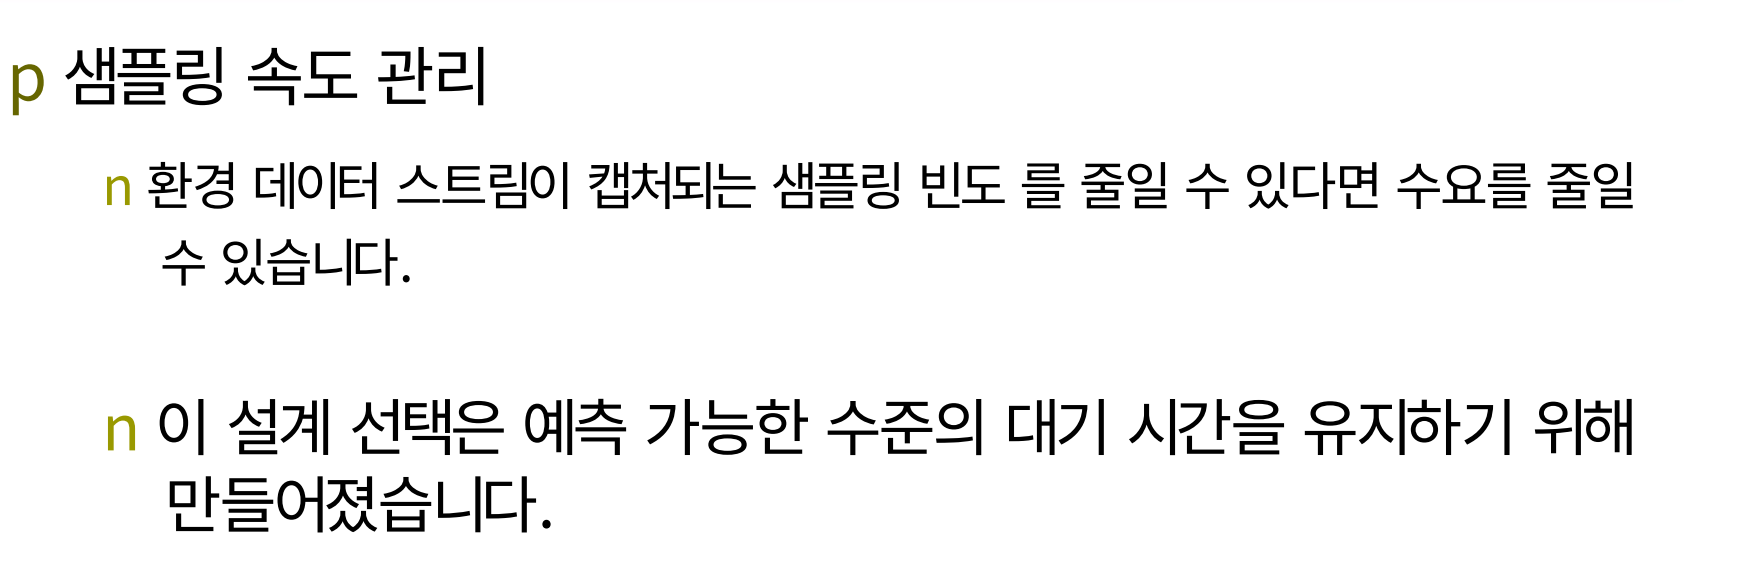 p 샘플링 속도 관리
n 환경 데이터 스트림이 캡처되는 샘플링 빈도 를 줄일 수 있다면 수요를 줄일
수 있습니다.
n 이 설계 선택은 예측 가능한 수준의 대기 시간을 유지하기 위해
만들어졌습니다.